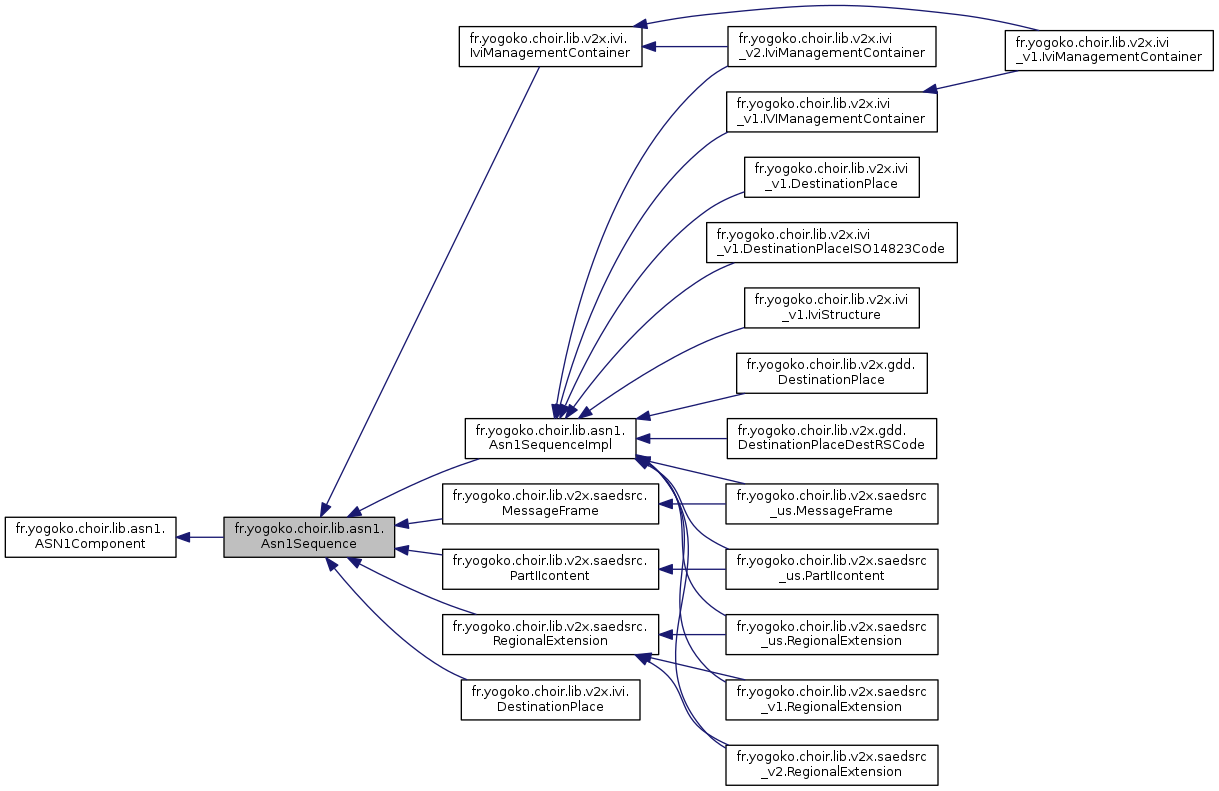 fr.yogoko.choir.lib.asn1.
ASN1Component
fr.yogoko.choir.lib.asn1.
Asn1Sequence
fr.yogoko.choir.lib.v2x.ivi.
IviManagementContainer
fr.yogoko.choir.lib.asn1.
Asn1SequenceImpl
fr.yogoko.choir.lib.v2x.saedsrc.
MessageFrame
fr.yogoko.choir.lib.v2x.saedsrc.
PartIIcontent
fr.yogoko.choir.lib.v2x.saedsrc.
RegionalExtension
fr.yogoko.choir.lib.v2x.ivi.
DestinationPlace
fr.yogoko.choir.lib.v2x.ivi
_v2.IviManagementContainer
fr.yogoko.choir.lib.v2x.ivi
_v1.IVIManagementContainer
fr.yogoko.choir.lib.v2x.ivi
_v1.DestinationPlace
fr.yogoko.choir.lib.v2x.ivi
_v1.DestinationPlaceISO14823Code
fr.yogoko.choir.lib.v2x.ivi
_v1.IviStructure
fr.yogoko.choir.lib.v2x.gdd.
DestinationPlace
fr.yogoko.choir.lib.v2x.gdd.
DestinationPlaceDestRSCode
fr.yogoko.choir.lib.v2x.saedsrc
_us.MessageFrame
fr.yogoko.choir.lib.v2x.saedsrc
_us.PartIIcontent
fr.yogoko.choir.lib.v2x.saedsrc
_us.RegionalExtension
fr.yogoko.choir.lib.v2x.saedsrc
_v1.RegionalExtension
fr.yogoko.choir.lib.v2x.saedsrc
_v2.RegionalExtension
fr.yogoko.choir.lib.v2x.ivi
_v1.IviManagementContainer